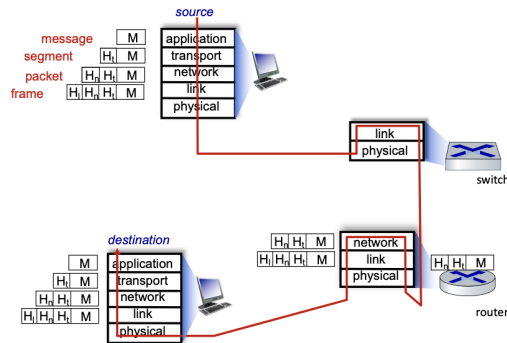 source
message M application
segment Ht M transport
packet Hn Ht M network
frame Hl Hn Ht M link
physical
link
physical
switch
destination
M application
Ht M transport
Hn Ht M network
Hl Hn Ht M link
physical
Hn Ht M network
Hl Hn Ht M link
physical
Hn Ht M
router